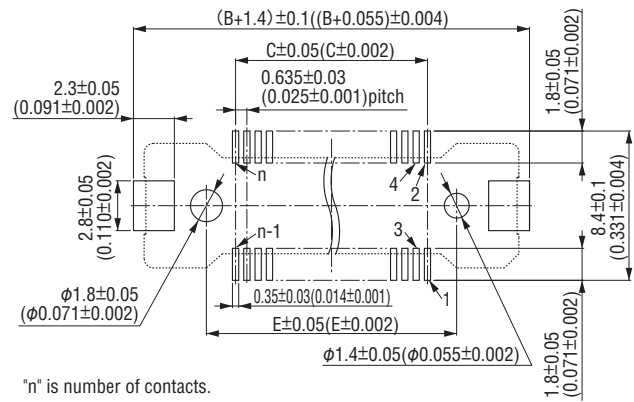 (B+1.4)±0.1((B+0.055)±0.004)
C±0.05(C±0.002)
2.3±0.05
(0.091±0.002)
0.635±0.03
(0.025±0.001)pitch
1.8±0.05
(0.071±0.002)
n
4
2
2.8±0.05
(0.110±0.002)
8.4±0.1
(0.331±0.004)
n-1
3
ϕ1.8±0.05
(ϕ0.071±0.002)
0.35±0.03(0.014±0.001)
1
E±0.05(E±0.002)
ϕ1.4±0.05(ϕ0.055±0.002)
1.8±0.05
(0.071±0.002)
"n" is number of contacts.